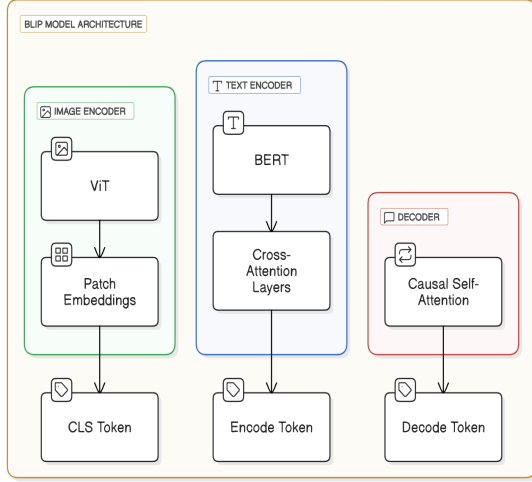 BLIP MODEL ARCHITECTURE
IMAGE ENCODER
ViT
Patch
Embeddings
CLS Token
TEXT ENCODER
BERT
Cross-
Attention
Layers
Encode Token
DECODER
Causal Self-
Attention
Decode Token